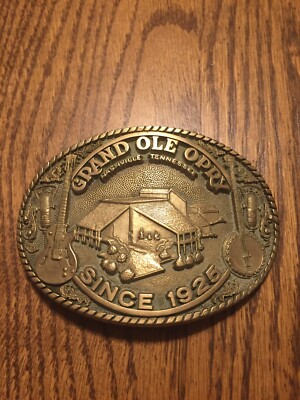 GRAND OLE OPRY
NASHVILLE TENNESSEE
SINCE 1925